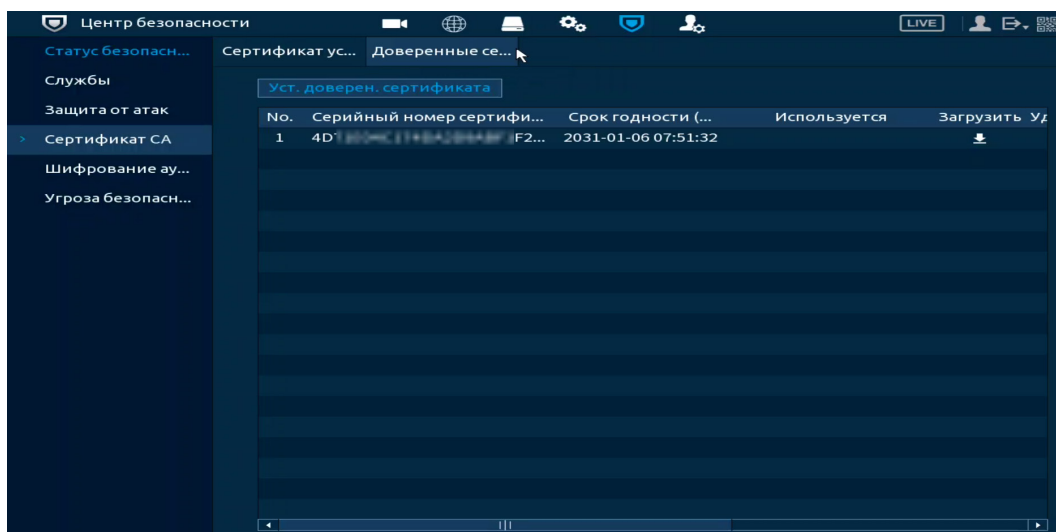 Центр безопасности LIVE
Статус безопасн... Сертификат ус... Доверенные се...
Службы
Уст. доверен. сертификата
Защита от атак
No. Серийный номер сертифи... Срок годности (... Используется Загрузить Уд
Сертификат CA
1 4D F2... 2031-01-06 07:51:32
Шифрование ау...
Угроза безопасн...